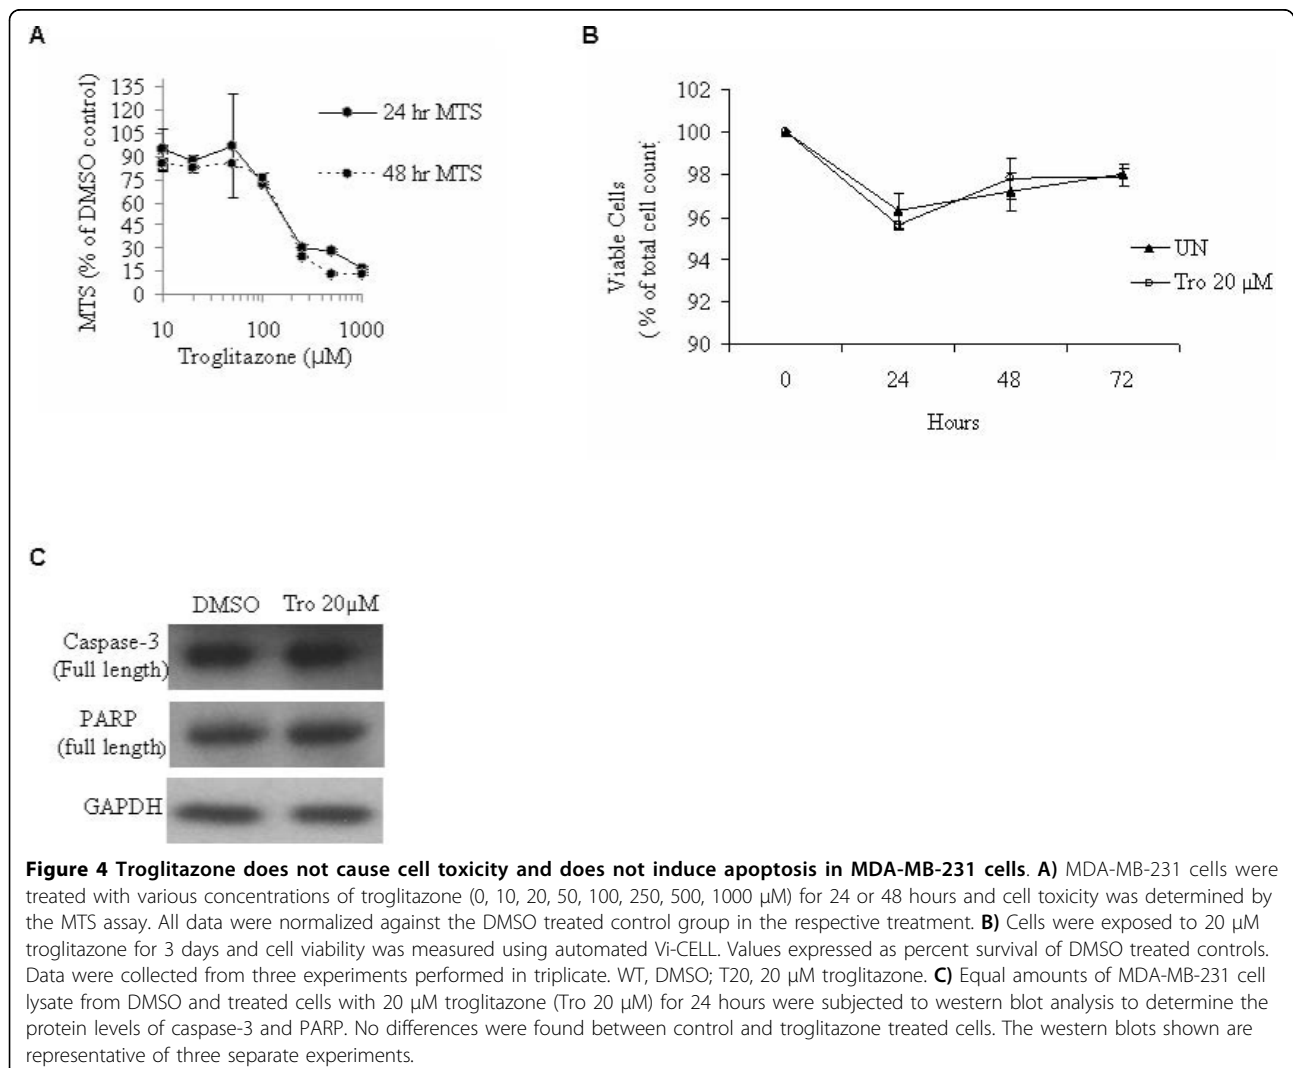 A
MTS (% of DMSO control)
135
120
105
90
75
60
45
30
15
0
10
100
1000
Troglitazone (µM)
24 hr MTS
48 hr MTS
B
Viable Cells
( % of total cell count)
102
100
98
96
94
92
90
0
24
48
72
Hours
UN
Tro 20 µM
C
DMSO Tro 20µM
Caspase-3
(Full length)
PARP
(full length)
GAPDH
Figure 4 Troglitazone does not cause cell toxicity and does not induce apoptosis in MDA-MB-231 cells. A) MDA-MB-231 cells were
treated with various concentrations of troglitazone (0, 10, 20, 50, 100, 250, 500, 1000 µM) for 24 or 48 hours and cell toxicity was determined by
the MTS assay. All data were normalized against the DMSO treated control group in the respective treatment. B) Cells were exposed to 20 µM
troglitazone for 3 days and cell viability was measured using automated Vi-CELL. Values expressed as percent survival of DMSO treated controls.
Data were collected from three experiments performed in triplicate. WT, DMSO; T20, 20 µM troglitazone. C) Equal amounts of MDA-MB-231 cell
lysate from DMSO and treated cells with 20 µM troglitazone (Tro 20 µM) for 24 hours were subjected to western blot analysis to determine the
protein levels of caspase-3 and PARP. No differences were found between control and troglitazone treated cells. The western blots shown are
representative of three separate experiments.